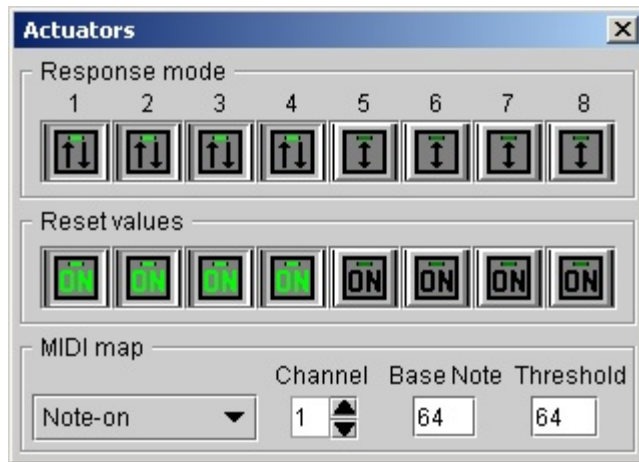 Actuators
Response mode
1 2 3 4 5 6 7 8
Reset values
ON ON ON ON ON ON ON ON
MIDI map
Channel Base Note Threshold
Note-on 1 64 64